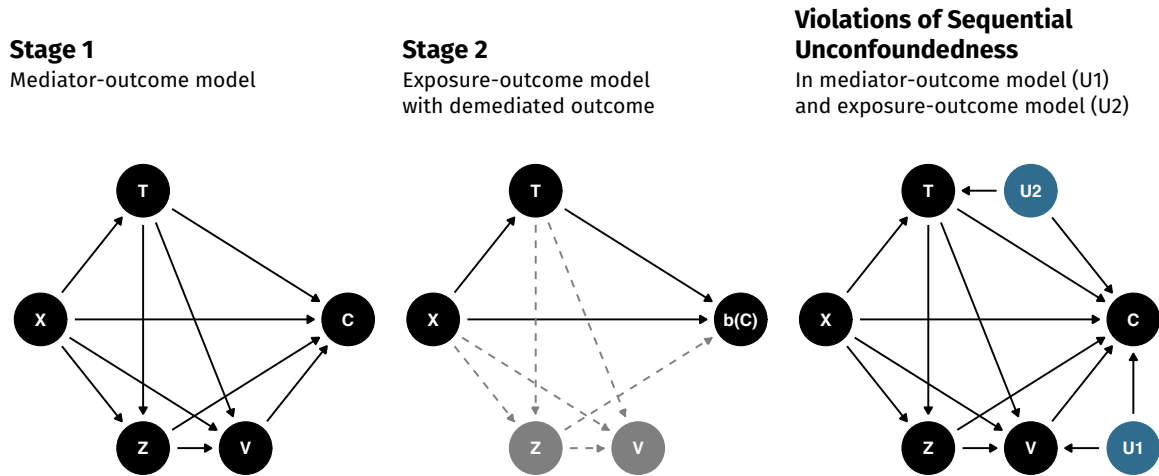 Stage 1
Mediator-outcome model
Stage 2
Exposure-outcome model
with demediated outcome
Violations of Sequential
Unconfoundedness
In mediator-outcome model (U1)
and exposure-outcome model (U2)
T
X
C
Z
V
T
X
b(C)
Z
V
T
U2
X
C
Z
V
U1